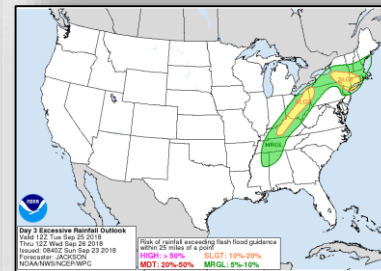 SLGT
SLGT
MRGL
NOAA
Day 3 Excessive Rainfall Outlook
Valid 12Z Tue Sep 25 2018
Thru 12Z Wed Sep 26 2018
Issued: 0840Z Sun Sep 23 2018
Forecaster: JACKSON
NOAA/NWS/NCEP/WPC
Risk of rainfall exceeding flash flood guidance
within 25 miles of a point
HIGH: > 50% SLGT: 10%-20%
MDT: 20%-50% MRGL: 5%-10%